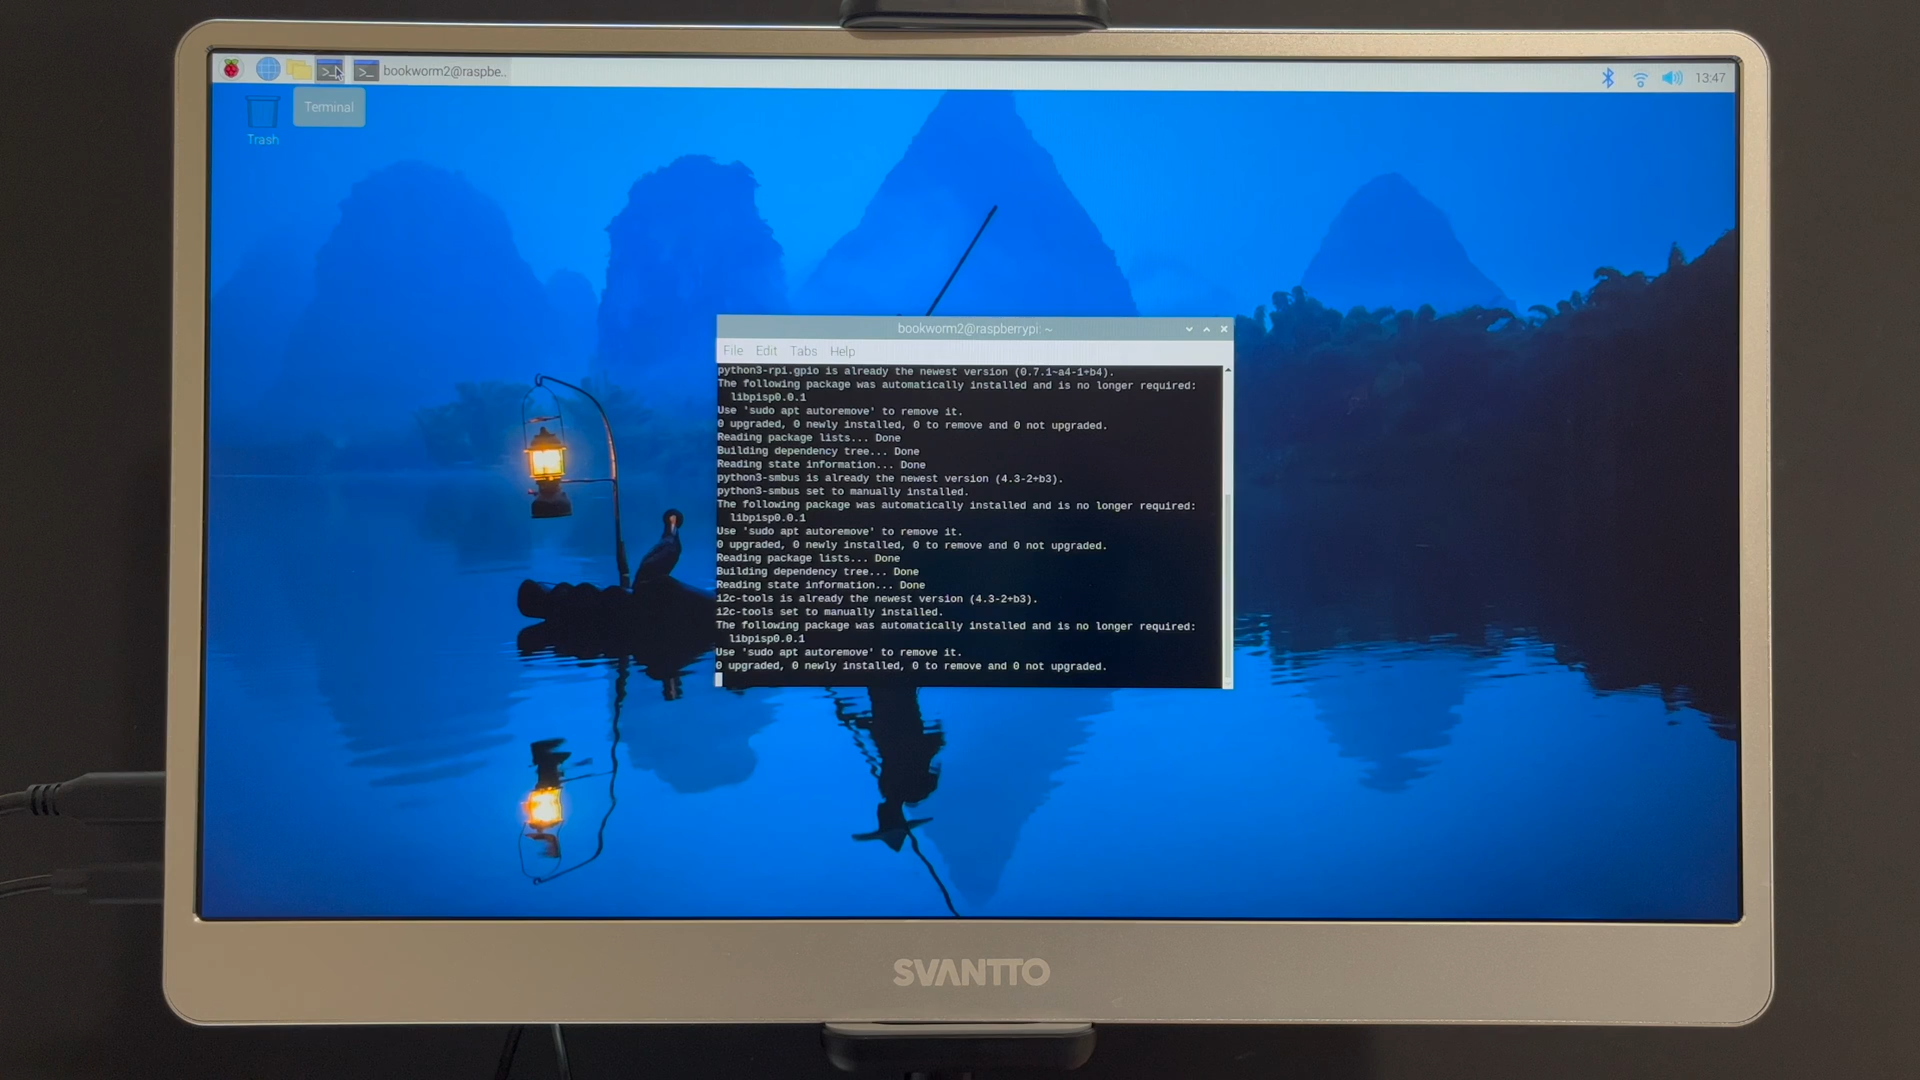 bookworm2@raspbe..
13:47
Terminal
Trash
bookworm2@raspberrypi: ~
File Edit Tabs Help
python3-rpi.gpio is already the newest version (0.7.1~a4-1+b4).
The following package was automatically installed and is no longer required:
libpisp0.0.1
Use 'sudo apt autoremove' to remove it.
0 upgraded, 0 newly installed, 0 to remove and 0 not upgraded.
Reading package lists... Done
Building dependency tree... Done
Reading state information... Done
python3-smbus is already the newest version (4.3-2+b3).
python3-smbus set to manually installed.
The following package was automatically installed and is no longer required:
libpisp0.0.1
Use 'sudo apt autoremove' to remove it.
0 upgraded, 0 newly installed, 0 to remove and 0 not upgraded.
Reading package lists... Done
Building dependency tree... Done
Reading state information... Done
i2c-tools is already the newest version (4.3-2+b3).
i2c-tools set to manually installed.
The following package was automatically installed and is no longer required:
libpisp0.0.1
Use 'sudo apt autoremove' to remove it.
0 upgraded, 0 newly installed, 0 to remove and 0 not upgraded.
SVANTTO